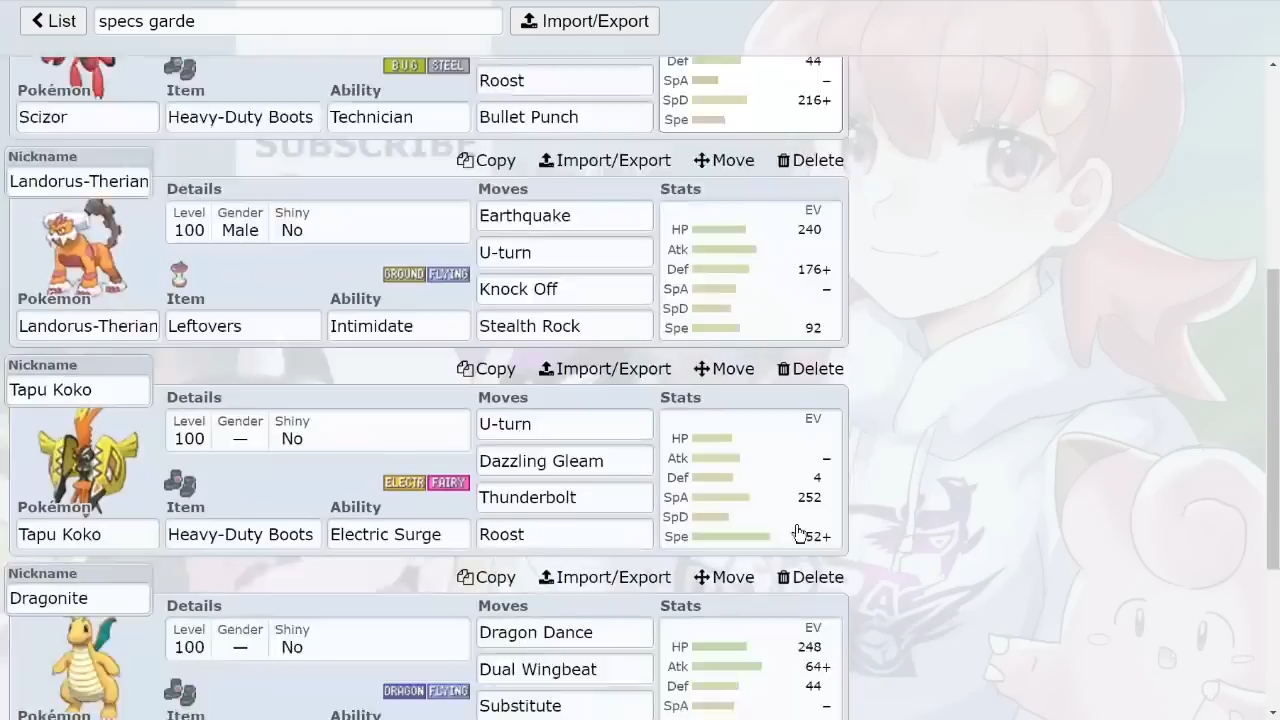 List
specs garde
Import/Export
BUG STEEL
Roost
Def 44
SpA –
SpD 216+
Spe
Pokémon
Item
Ability
Scizor
Heavy-Duty Boots
Technician
Bullet Punch
SUBSCRIBE
Nickname
Landorus-Therian
Copy
Import/Export
Move
Delete
Details
Moves
Stats
Level
100
Gender
Male
Shiny
No
Earthquake
U-turn
Knock Off
Stealth Rock
EV
HP 240
Atk
Def 176+
SpA –
SpD
Spe 92
GROUND FLYING
Pokémon
Item
Ability
Landorus-Therian
Leftovers
Intimidate
Nickname
Tapu Koko
Copy
Import/Export
Move
Delete
Details
Moves
Stats
Level
100
Gender
—
Shiny
No
U-turn
Dazzling Gleam
Thunderbolt
Roost
EV
HP
Atk –
Def 4
SpA 252
SpD
Spe 52+
ELECTR FAIRY
Pokémon
Item
Ability
Tapu Koko
Heavy-Duty Boots
Electric Surge
Nickname
Dragonite
Copy
Import/Export
Move
Delete
Details
Moves
Stats
Level
100
Gender
—
Shiny
No
Dragon Dance
Dual Wingbeat
Substitute
EV
HP 248
Atk 64+
Def 44
SpA –
DRAGON FLYING
Pokémon
Item
Ability